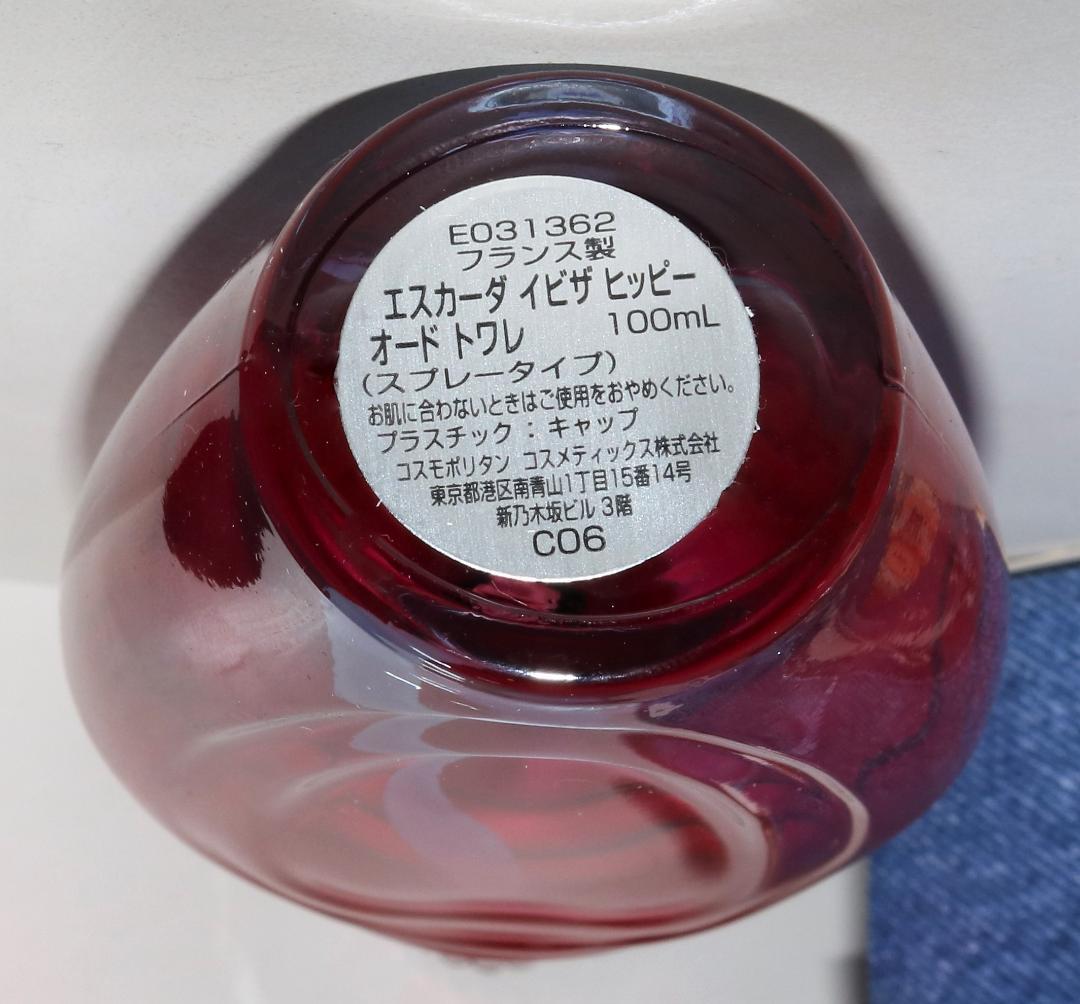 E031362
フランス製
エスカーダ イビザ ヒッピー
オード トワレ 100mL
(スプレータイプ)
お肌に合わないときはご使用をおやめください。
プラスチック:キャップ
コスモポリタン コスメティックス株式会社
東京都港区南青山1丁目15番14号
新乃木坂ビル 3階
C06